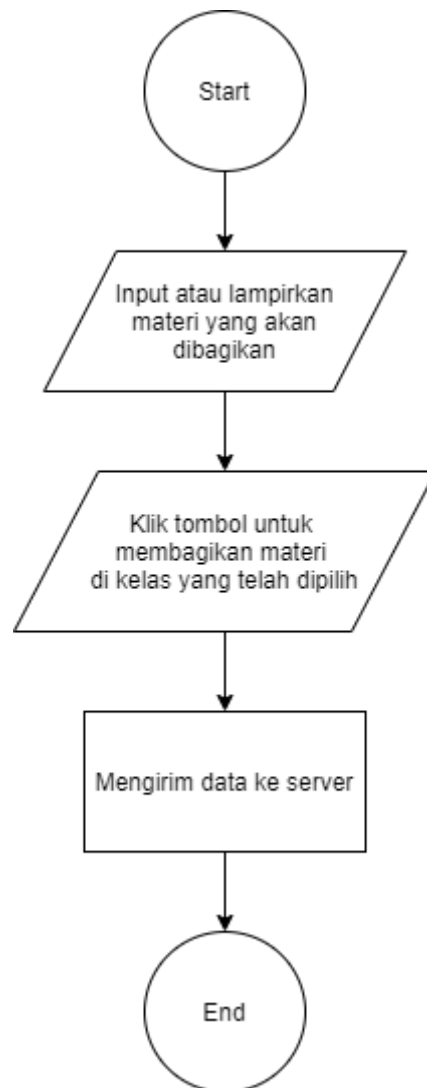 Start
Input atau lampirkan
materi yang akan
dibagikan
Klik tombol untuk
membagikan materi
di kelas yang telah dipilih
Mengirim data ke server
End